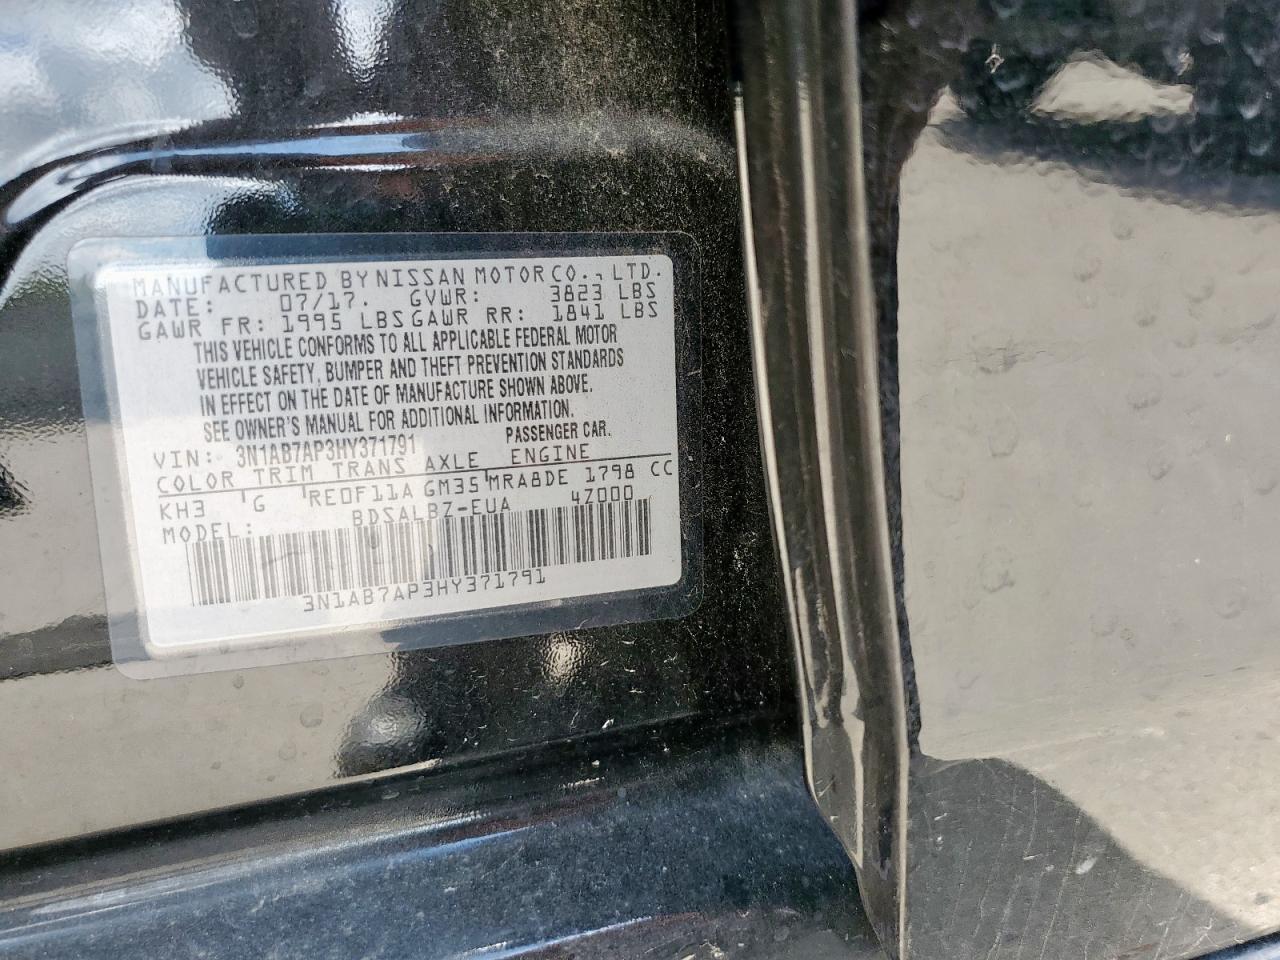 MANUFACTURED BY NISSAN MOTOR CO., LTD.
DATE: 07/17. GVWR: 3823 LBS
GAWR FR: 1995 LBS GAWR RR: 1841 LBS
THIS VEHICLE CONFORMS TO ALL APPLICABLE FEDERAL MOTOR
VEHICLE SAFETY, BUMPER AND THEFT PREVENTION STANDARDS
IN EFFECT ON THE DATE OF MANUFACTURE SHOWN ABOVE.
SEE OWNER'S MANUAL FOR ADDITIONAL INFORMATION.
VIN: 3N1AB7AP3HY371791 PASSENGER CAR.
COLOR TRIM TRANS AXLE ENGINE
KH3 G RE0F11A GM35 MRA8DE 1798 CC
MODEL: BDSALBZ-EUA 4Z000
3N1AB7AP3HY371791